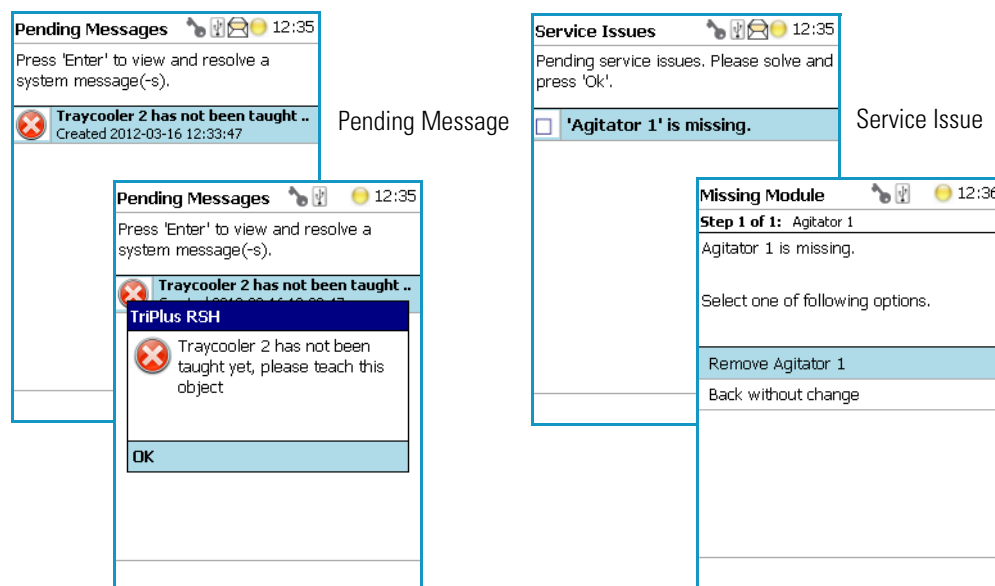 Pending Messages 12:35
Press 'Enter' to view and resolve a
system message(-s).
Traycooler 2 has not been taught ..
Created 2012-03-16 12:33:47
Pending Message
Pending Messages 12:35
Press 'Enter' to view and resolve a
system message(-s).
Traycooler 2 has not been taught ..
TriPlus RSH
Traycooler 2 has not been
taught yet, please teach this
object
OK
Service Issues 12:35
Pending service issues. Please solve and
press 'Ok'.
'Agitator 1' is missing.
Service Issue
Missing Module 12:36
Step 1 of 1: Agitator 1
Agitator 1 is missing.
Select one of following options.
Remove Agitator 1
Back without change